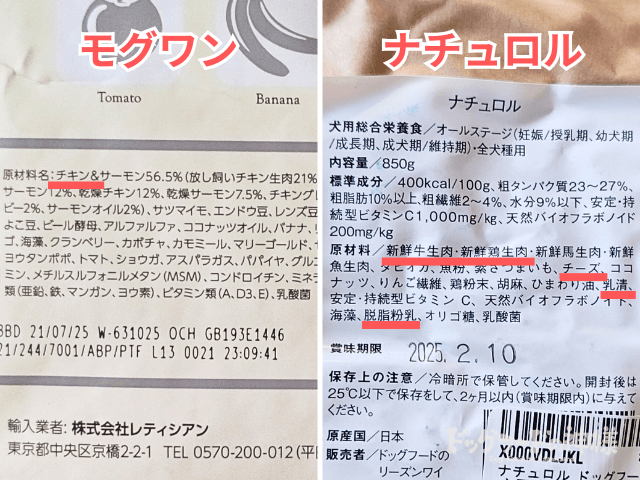 モグワン
Tomato
Banana
原材料名:チキン&サーモン56.5%(放し飼いチキン生肉21%
サーモン12%、乾燥チキン12%、乾燥サーモン7.5%、チキングレ
ビー2%、サーモンオイル2%)、サツマイモ、エンドウ豆、レンズ豆
よこ豆、ビール酵母、アルファルファ、ココナッツオイル、バナナ、リ
ゴ、海藻、クランベリー、カボチャ、カモミール、マリーゴールド、セ
ヨウタンポポ、トマト、ショウガ、アスパラガス、パパイヤ、グルコ
ミン、メチルスルフォニルメタン(MSM)、コンドロイチン、ミネラ
類(亜鉛、鉄、マンガン、ヨウ素)、ビタミン類(A、D3、E)、乳酸菌
BBD 21/07/25 W-631025 OCH GB193E1446
21/244/7001/ABP/PTF L13 0021 23:09:41
輸入業者:株式会社レティシアン
東京都中央区京橋2-2-1 TEL 0570-200-012(平
ナチュロル
ナチュロル
犬用総合栄養食/オールステージ(妊娠/授乳期、幼犬期
/成長期、成犬期/維持期)・全犬種用
内容量/850g
標準成分/400kcal/100g、粗タンパク質23~27%、
粗脂肪10%以上、粗繊維2~4%、水分9%以下、安定・持
続型ビタミンC1,000mg/kg、天然バイオフラボノイド
200mg/kg
原材料/新鮮牛生肉・新鮮鶏生肉・新鮮馬生肉・新鮮
魚生肉、タピオカ、魚粉、紫さつまいも、チーズ、ココ
ナッツ、りんご繊維、鶏粉末、胡麻、ひまわり油、乳清、
安定・持続型ビタミン C、天然バイオフラボノイド、
海藻、脱脂粉乳、オリゴ糖、乳酸菌
賞味期限 2025.2.10
保存上の注意/冷暗所で保管してください。開封後は
25℃以下で保存をして、2ヶ月以内(賞味期限内)に与えて
ください。
原産国/日本
販売者/ドッグフードの
リーズンワイ
X000VDLJKL
ナチュロル ドッグフー